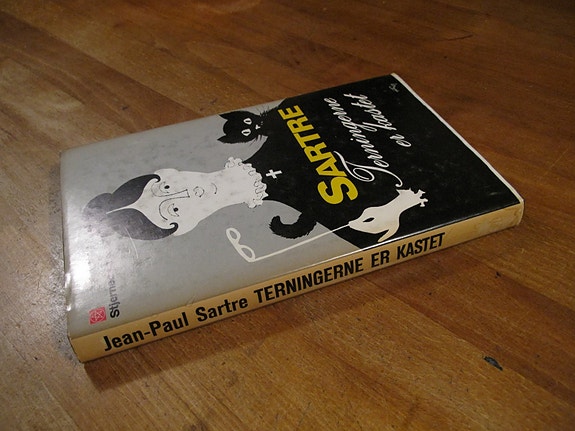 SARTRE
Terningerne
er kastet
Stjerne
Jean-Paul Sartre TERNINGERNE ER KASTET